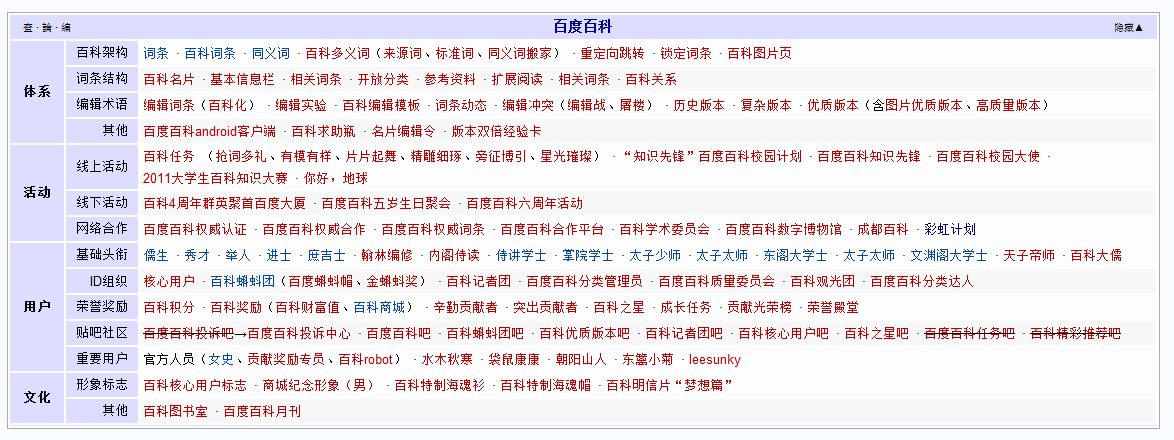 查 · 論 · 編 百度百科 隐藏▲
体系
百科架构 词条 · 百科词条 · 同义词 · 百科多义词（来源词、标准词、同义词搬家） · 重定向跳转 · 锁定词条 · 百科图片页
词条结构 百科名片 · 基本信息栏 · 相关词条 · 开放分类 · 参考资料 · 扩展阅读 · 相关词条 · 百科关系
编辑术语 编辑词条（百科化） · 编辑实验 · 百科编辑模板 · 词条动态 · 编辑冲突（编辑战、屠楼） · 历史版本 · 复杂版本 · 优质版本（含图片优质版本、高质量版本）
其他 百度百科android客户端 · 百科求助瓶 · 名片编辑令 · 版本双倍经验卡
活动
线上活动 百科任务 （抢词多礼、有模有样、片片起舞、精雕细琢、旁征博引、星光璀璨） · “知识先锋”百度百科校园计划 · 百度百科知识先锋 · 百度百科校园大使 ·
2011大学生百科知识大赛 · 你好，地球
线下活动 百科4周年群英聚首百度大厦 · 百度百科五岁生日聚会 · 百度百科六周年活动
网络合作 百度百科权威认证 · 百度百科权威合作 · 百度百科权威词条 · 百度百科合作平台 · 百科学术委员会 · 百度百科数字博物馆 · 成都百科 · 彩虹计划
用户
基础头衔 儒生 · 秀才 · 举人 · 进士 · 庶吉士 · 翰林编修 · 内阁侍读 · 侍讲学士 · 掌院学士 · 太子少师 · 太子太师 · 东阁大学士 · 太子太师 · 文渊阁大学士 · 天子帝师 · 百科大儒
ID组织 核心用户 · 百科蝌蚪团（百度蝌蚪帽、金蝌蚪奖） · 百科记者团 · 百度百科分类管理员 · 百度百科质量委员会 · 百科观光团 · 百度百科分类达人
荣誉奖励 百科积分 · 百科奖励（百科财富值、百科商城） · 辛勤贡献者 · 突出贡献者 · 百科之星 · 成长任务 · 贡献光荣榜 · 荣誉殿堂
贴吧社区 百度百科投诉吧→百度百科投诉中心 · 百度百科吧 · 百科蝌蚪团吧 · 百科优质版本吧 · 百科记者团吧 · 百科核心用户吧 · 百科之星吧 · 百度百科任务吧 · 百科精彩推荐吧
重要用户 官方人员（女史、贡献奖励专员、百科robot） · 水木秋寒 · 袋鼠康康 · 朝阳山人 · 东篱小菊 · leesunky
文化
形象标志 百科核心用户标志 · 商城纪念形象（男） · 百科特制海魂衫 · 百科特制海魂帽 · 百科明信片“梦想篇”
其他 百科图书室 · 百度百科月刊